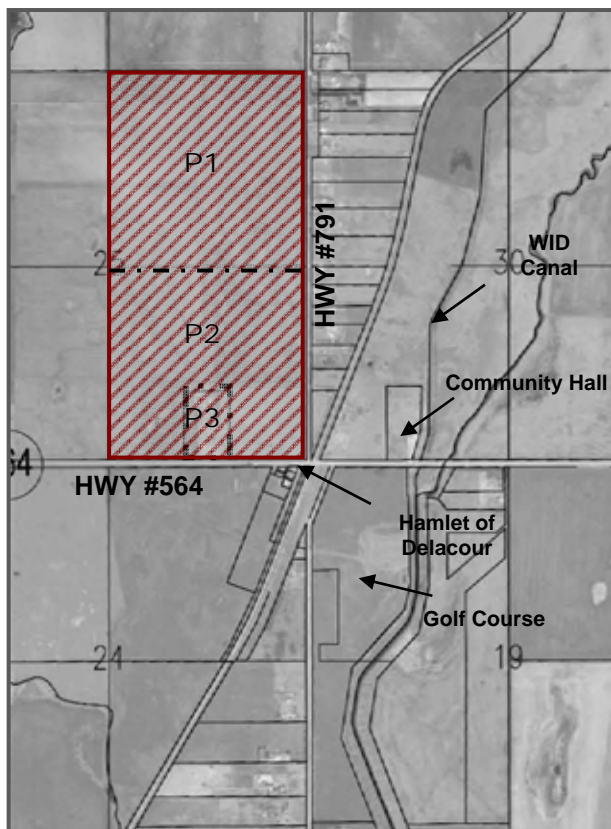 P1
HWY #791
WID
Canal
25
30
P2
Community Hall
P3
64
HWY #564
Hamlet of
Delacour
Golf Course
19